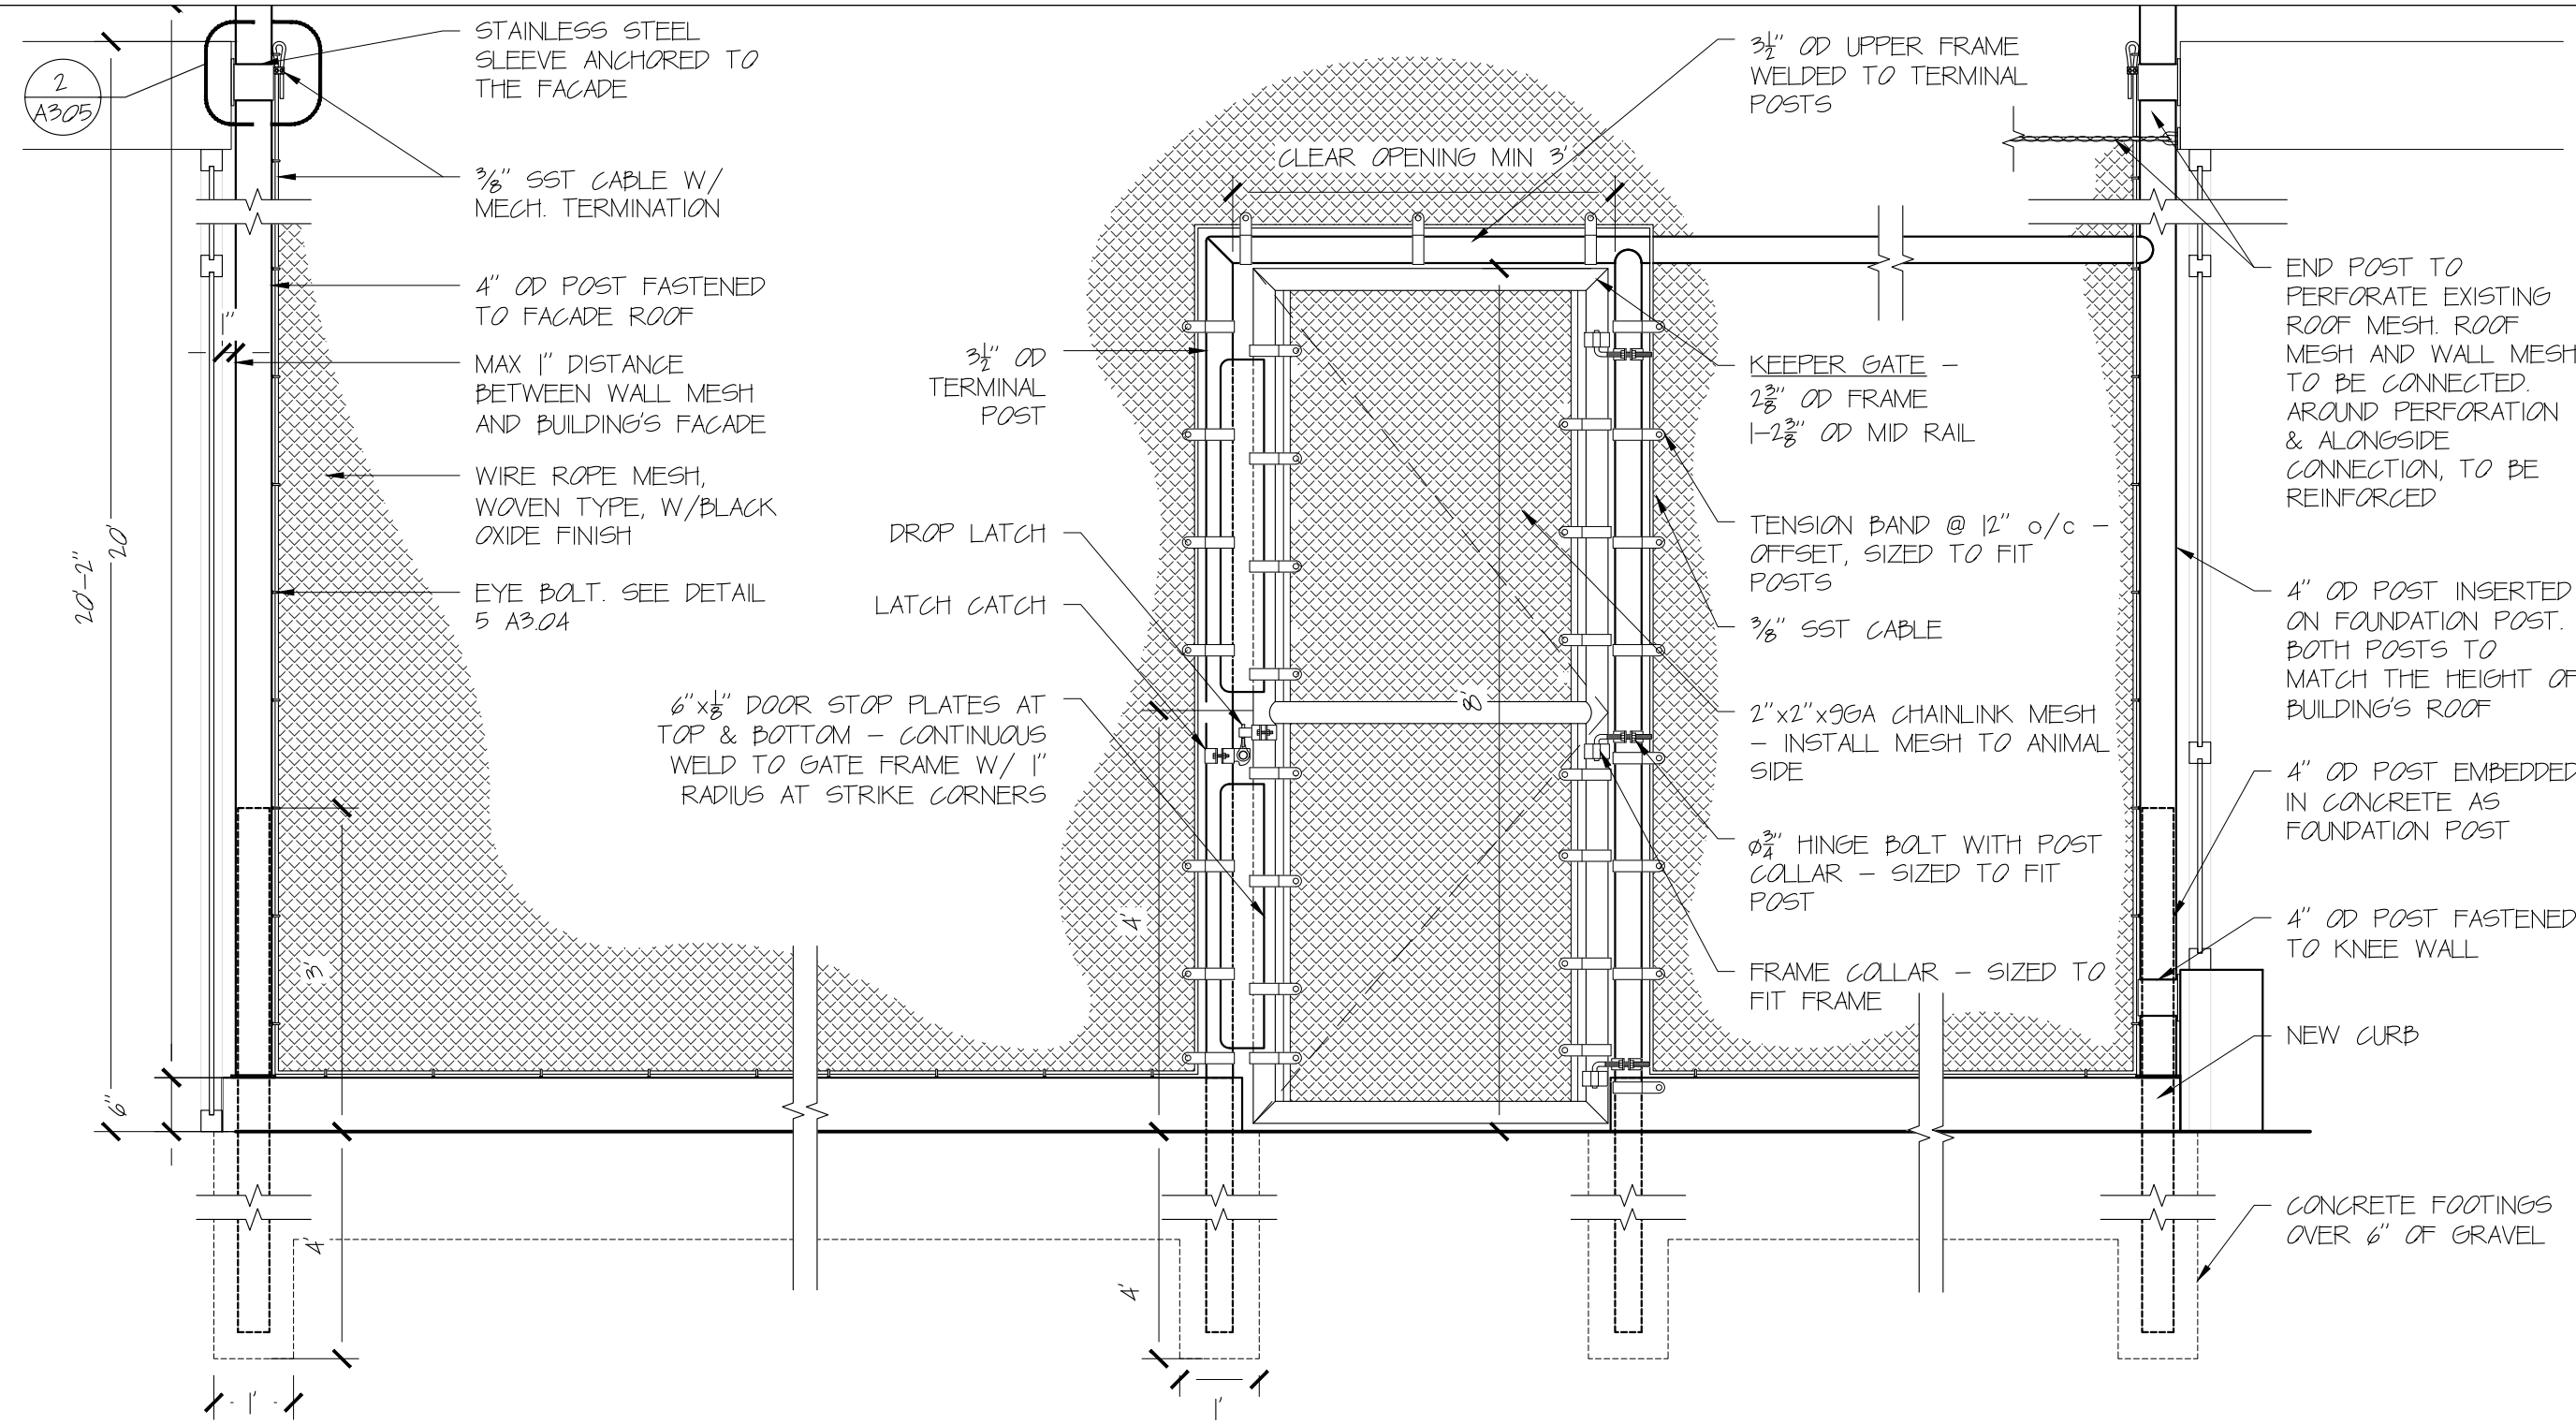 STAINLESS STEEL
SLEEVE ANCHORED TO
THE FACADE
2
A305
3/8" SST CABLE W/
MECH. TERMINATION
4" OD POST FASTENED
TO FACADE ROOF
1"
MAX 1" DISTANCE
BETWEEN WALL MESH
AND BUILDING'S FACADE
WIRE ROPE MESH,
WOVEN TYPE, W/BLACK
OXIDE FINISH
EYE BOLT. SEE DETAIL
5 A3.04
20'-2"
20'
6"
3'
4'
1'
3 1/2" OD
TERMINAL
POST
DROP LATCH
LATCH CATCH
6"x1/8" DOOR STOP PLATES AT
TOP & BOTTOM – CONTINUOUS
WELD TO GATE FRAME W/ 1"
RADIUS AT STRIKE CORNERS
4'
4'
1'
CLEAR OPENING MIN 3'
8'
3 1/2" OD UPPER FRAME
WELDED TO TERMINAL
POSTS
KEEPER GATE –
2 3/8" OD FRAME
1–2 3/8" OD MID RAIL
TENSION BAND @ 12" o/c –
OFFSET, SIZED TO FIT
POSTS
3/8" SST CABLE
2"x2"x9GA CHAINLINK MESH
– INSTALL MESH TO ANIMAL
SIDE
ø3/4" HINGE BOLT WITH POST
COLLAR – SIZED TO FIT
POST
FRAME COLLAR – SIZED TO
FIT FRAME
END POST TO
PERFORATE EXISTING
ROOF MESH. ROOF
MESH AND WALL MESH
TO BE CONNECTED.
AROUND PERFORATION
& ALONGSIDE
CONNECTION, TO BE
REINFORCED
4" OD POST INSERTED
ON FOUNDATION POST.
BOTH POSTS TO
MATCH THE HEIGHT OF
BUILDING'S ROOF
4" OD POST EMBEDDED
IN CONCRETE AS
FOUNDATION POST
4" OD POST FASTENED
TO KNEE WALL
NEW CURB
CONCRETE FOOTINGS
OVER 6" OF GRAVEL